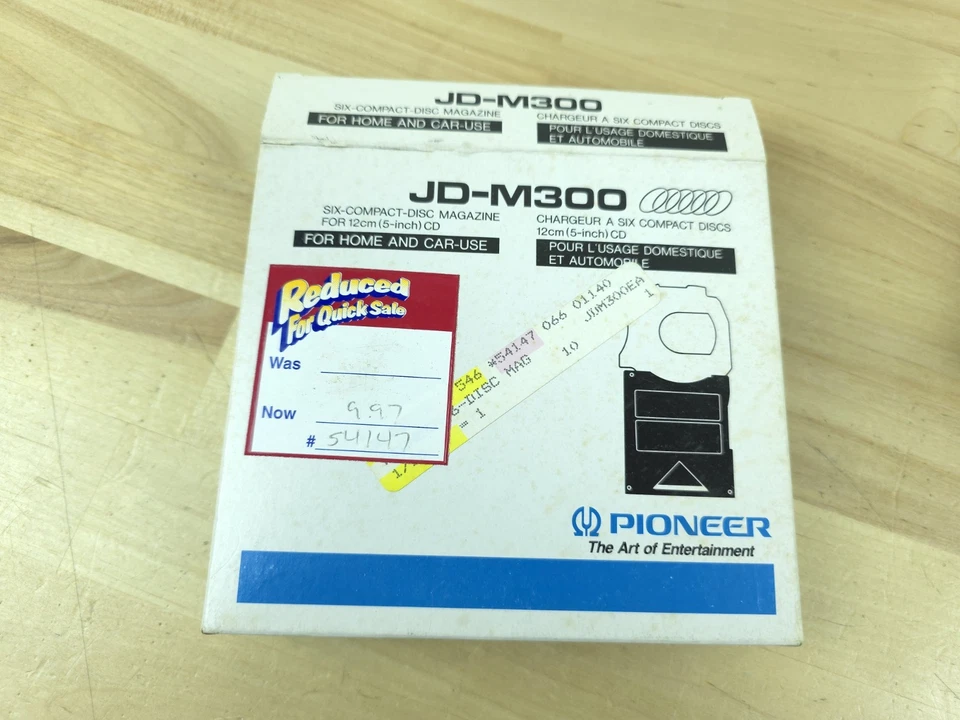 JD-M300
SIX-COMPACT-DISC MAGAZINE
FOR HOME AND CAR-USE
CHARGEUR A SIX COMPACT DISCS
POUR L'USAGE DOMESTIQUE
ET AUTOMOBILE
JD-M300
SIX-COMPACT-DISC MAGAZINE
FOR 12cm (5-inch) CD
FOR HOME AND CAR-USE
CHARGEUR A SIX COMPACT DISCS
12cm (5-inch) CD
POUR L'USAGE DOMESTIQUE
ET AUTOMOBILE
Reduced
For Quick Sale
Was
Now 9.97
# 54147
546 *54147 066 01140
6-DISC MAG 10 JDM300EA
1 1
PIONEER
The Art of Entertainment